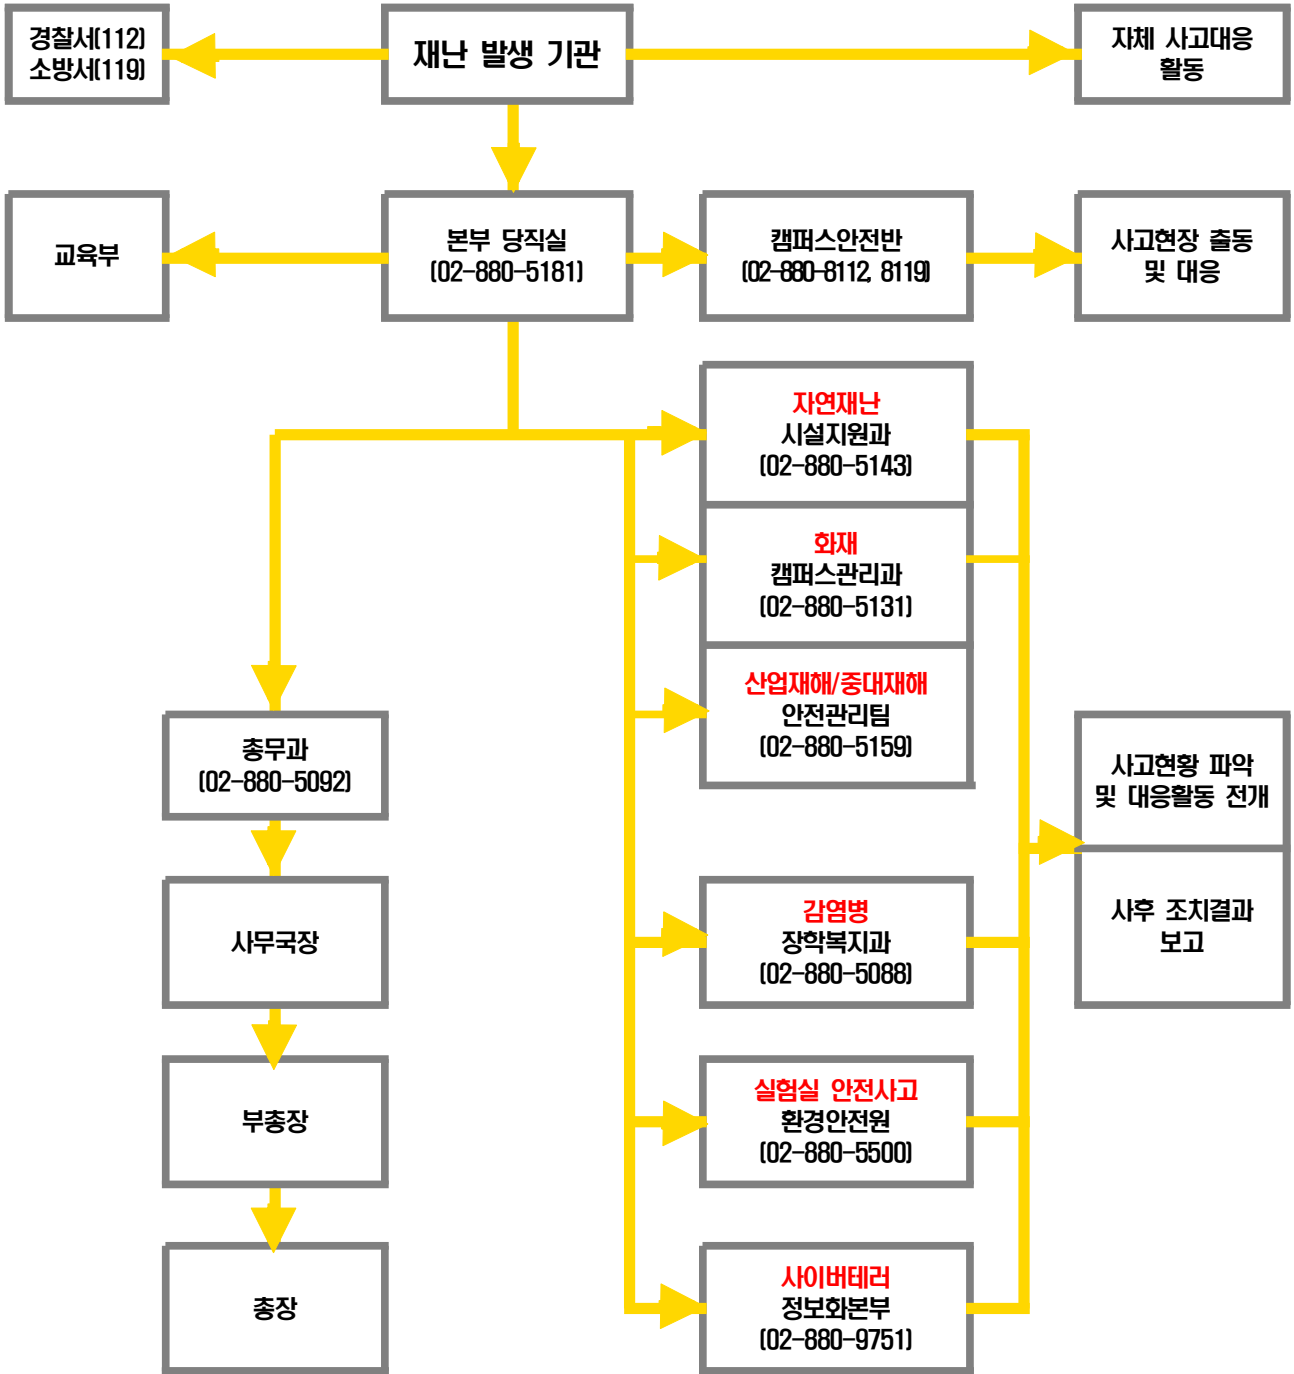 경찰서(112)
소방서(119)
재난 발생 기관
자체 사고대응
활동
교육부
본부 당직실
(02-880-5181)
캠퍼스안전반
(02-880-8112, 8119)
사고현장 출동
및 대응
자연재난
시설지원과
(02-880-5143)
화재
캠퍼스관리과
(02-880-5131)
산업재해/중대재해
안전관리팀
(02-880-5159)
총무과
(02-880-5092)
사고현황 파악
및 대응활동 전개
사무국장
감염병
장학복지과
(02-880-5088)
사후 조치결과
보고
부총장
실험실 안전사고
환경안전원
(02-880-5500)
총장
사이버테러
정보화본부
(02-880-9751)